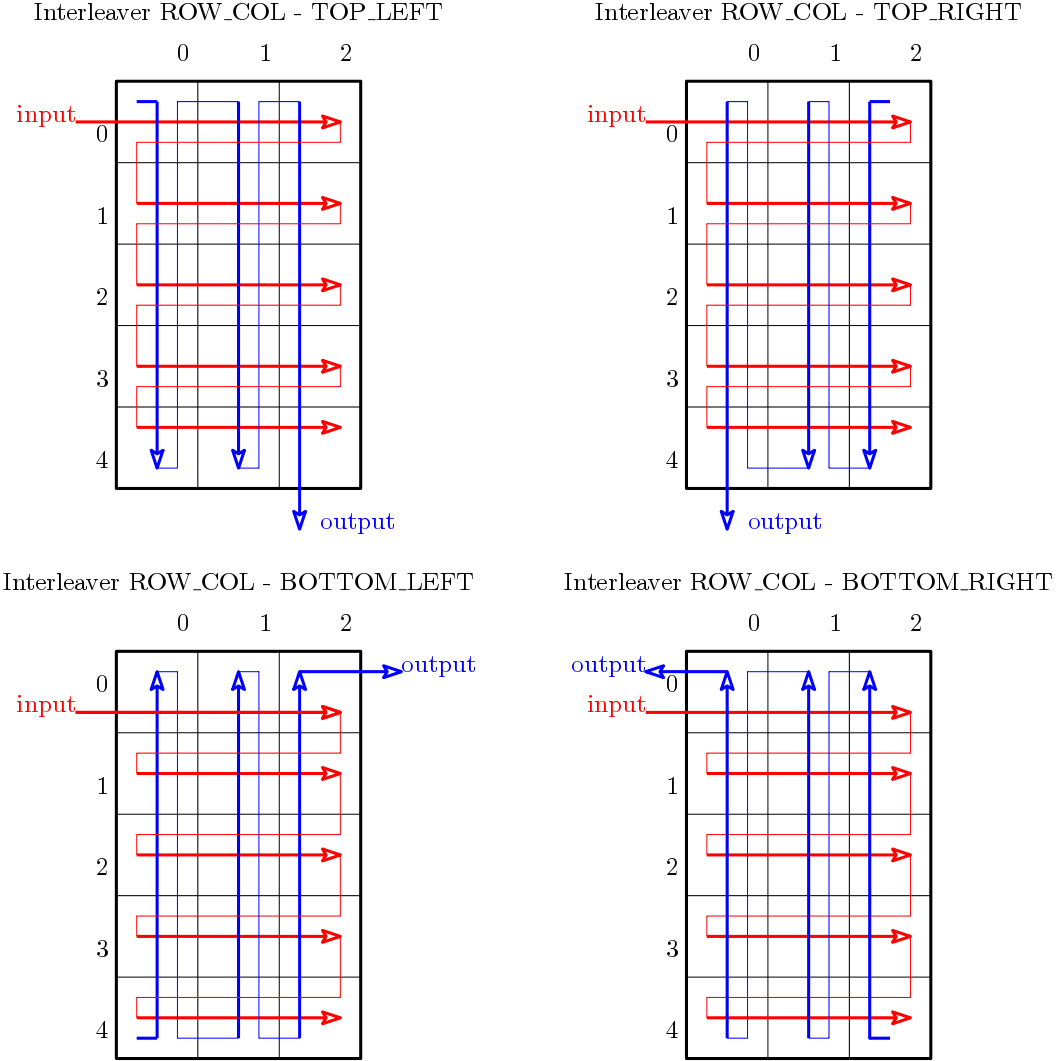 Interleaver ROW_COL - TOP_LEFT
0 1 2
input
0
1
2
3
4
output
Interleaver ROW_COL - TOP_RIGHT
0 1 2
input
0
1
2
3
4
output
Interleaver ROW_COL - BOTTOM_LEFT
0 1 2
output
0
input
1
2
3
4
Interleaver ROW_COL - BOTTOM_RIGHT
0 1 2
output
0
input
1
2
3
4